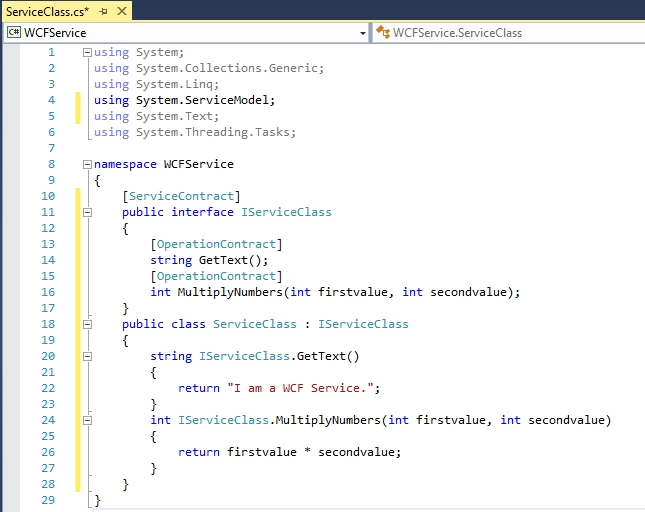 ServiceClass.cs*
C# WCFService WCFService.ServiceClass
1 using System;
2 using System.Collections.Generic;
3 using System.Linq;
4 using System.ServiceModel;
5 using System.Text;
6 using System.Threading.Tasks;
7
8 namespace WCFService
9 {
10 [ServiceContract]
11 public interface IServiceClass
12 {
13 [OperationContract]
14 string GetText();
15 [OperationContract]
16 int MultiplyNumbers(int firstvalue, int secondvalue);
17 }
18 public class ServiceClass : IServiceClass
19 {
20 string IServiceClass.GetText()
21 {
22 return "I am a WCF Service.";
23 }
24 int IServiceClass.MultiplyNumbers(int firstvalue, int secondvalue)
25 {
26 return firstvalue * secondvalue;
27 }
28 }
29 }